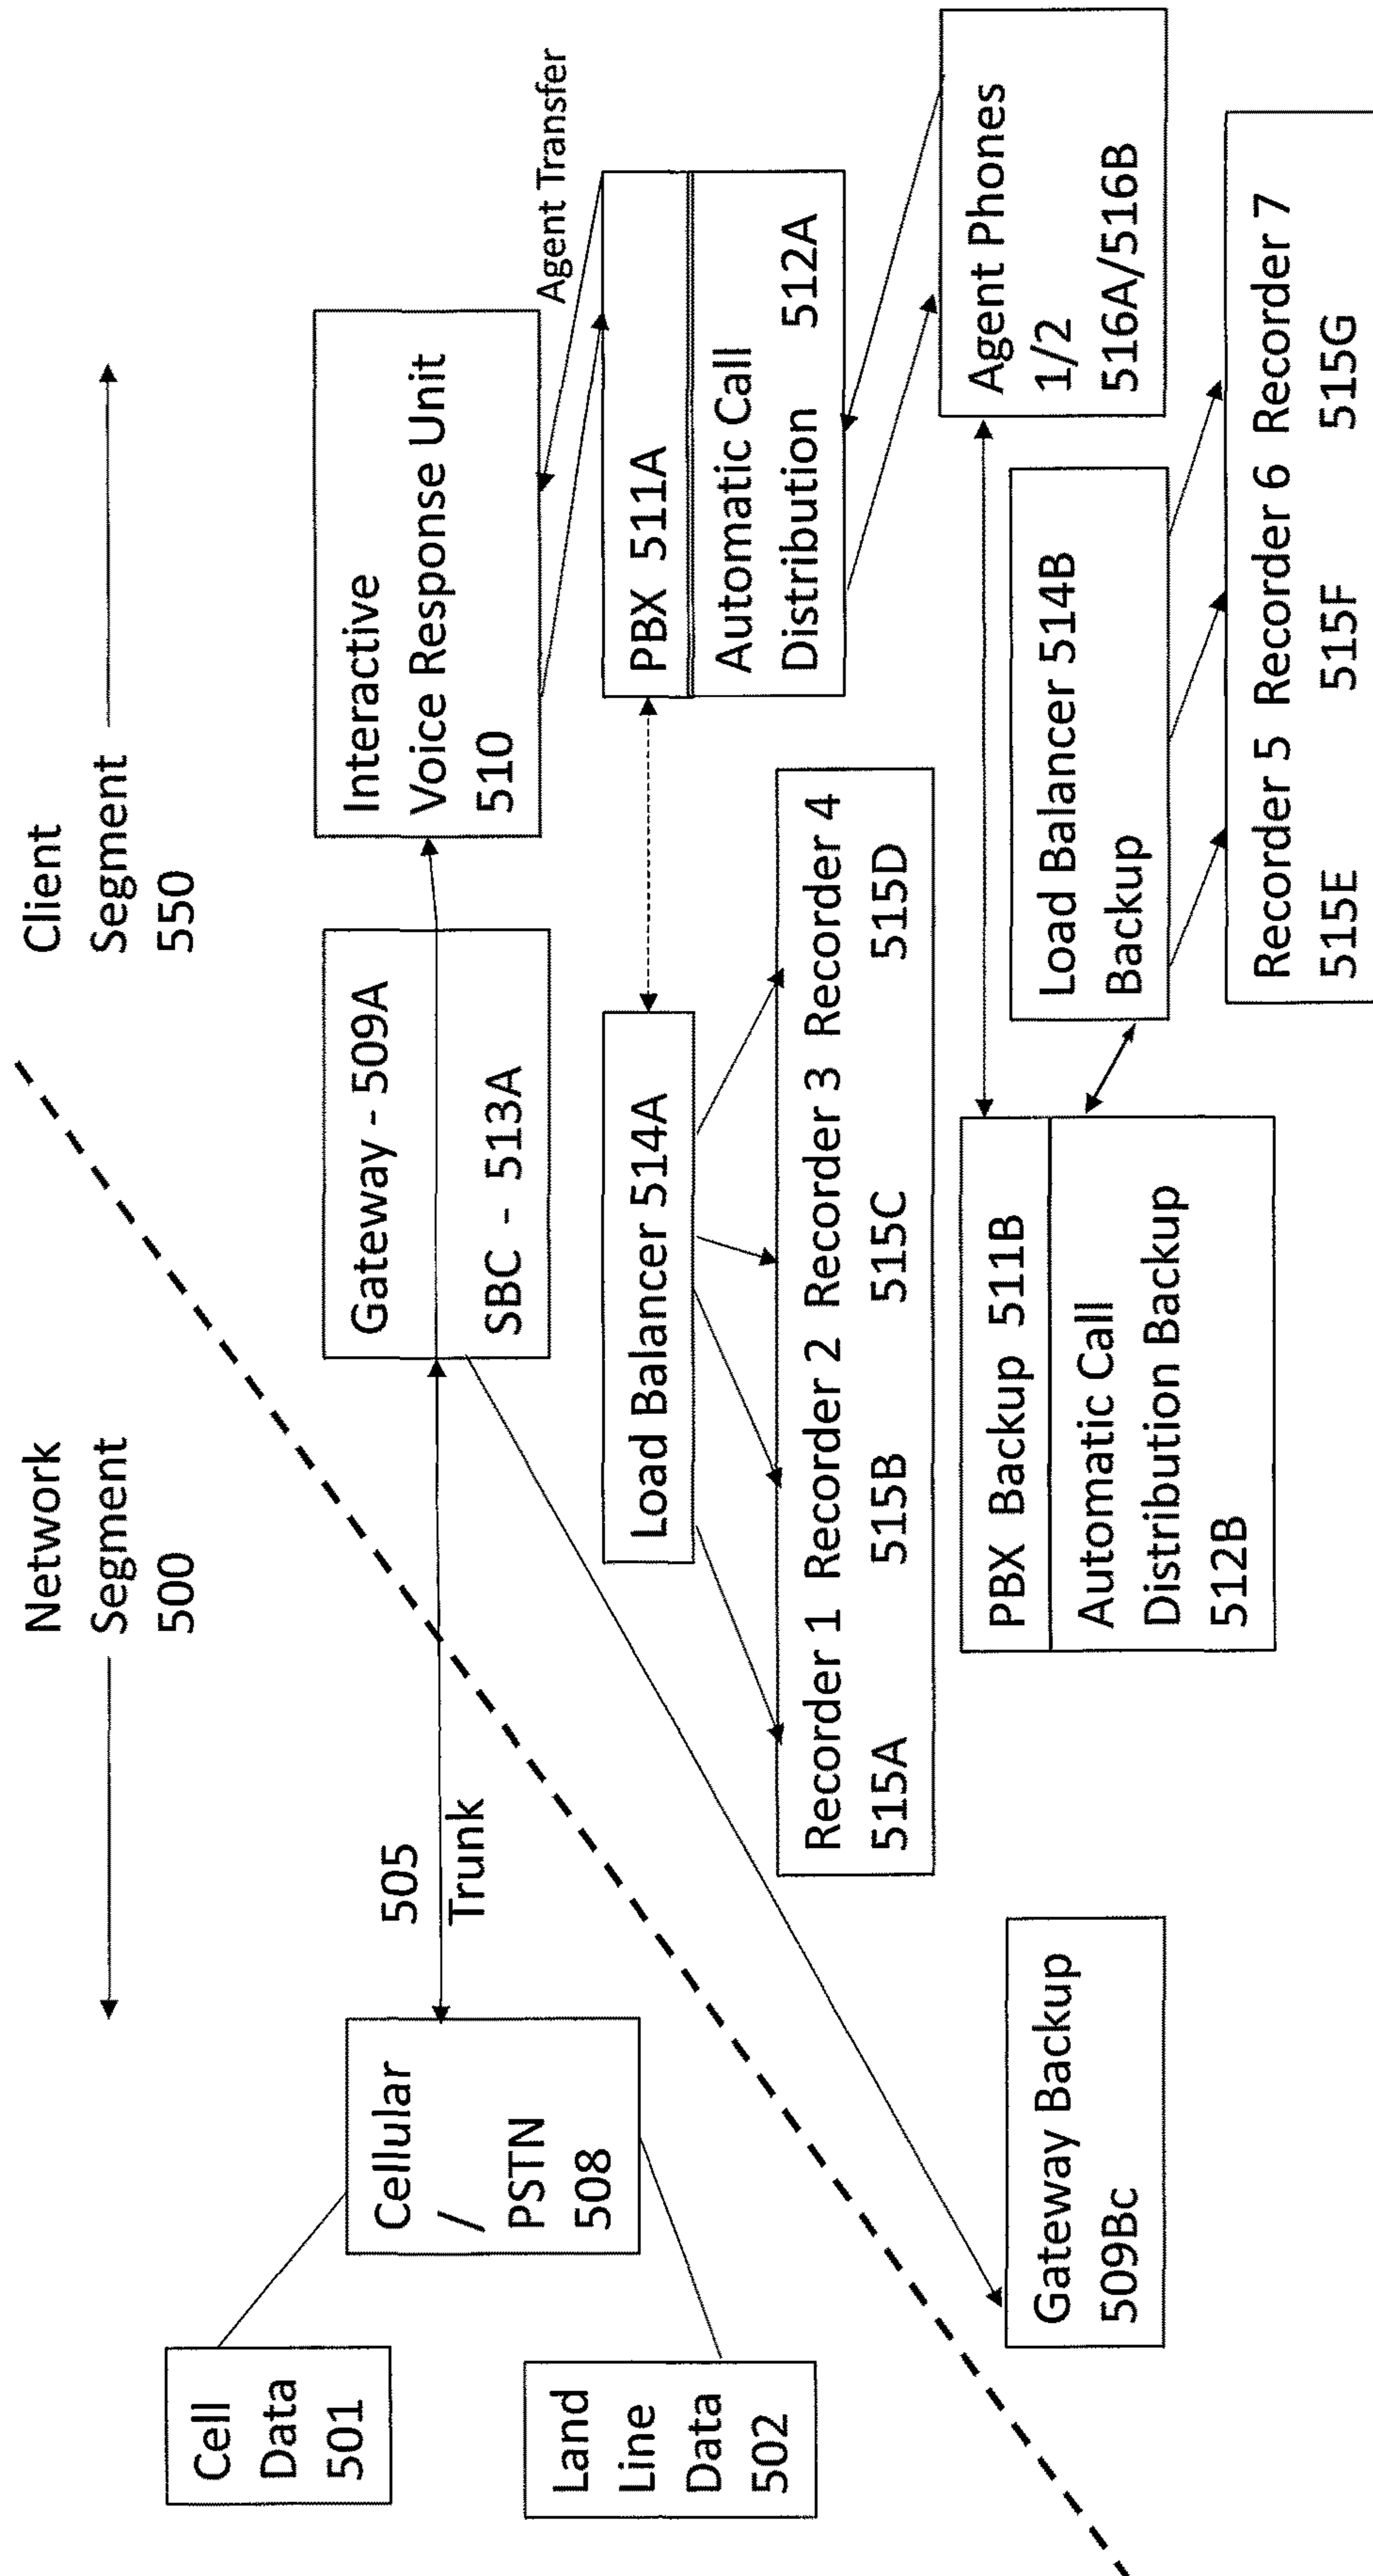 Network
Segment
500
Client
Segment
550
Cell
Data
501
Land
Line
Data
502
Cellular
/
PSTN
508
505
Trunk
Gateway - 509A
SBC - 513A
Interactive
Voice Response Unit
510
Agent Transfer
Load Balancer 514A
PBX 511A
Automatic Call
Distribution 512A
Recorder 1 Recorder 2 Recorder 3 Recorder 4
515A 515B 515C 515D
Gateway Backup
509Bc
PBX Backup 511B
Automatic Call
Distribution Backup
512B
Agent Phones
1/2
516A/516B
Load Balancer 514B
Backup
Recorder 5 Recorder 6 Recorder 7
515E 515F 515G